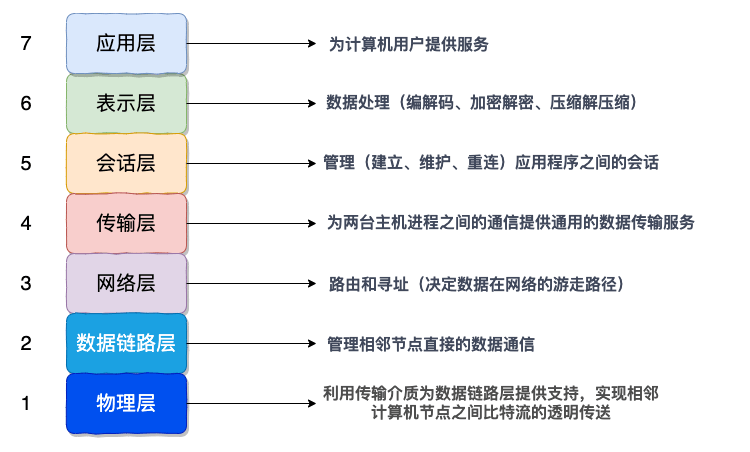 7 应用层 为计算机用户提供服务
6 表示层 数据处理（编解码、加密解密、压缩解压缩）
5 会话层 管理（建立、维护、重连）应用程序之间的会话
4 传输层 为两台主机进程之间的通信提供通用的数据传输服务
3 网络层 路由和寻址（决定数据在网络的游走路径）
2 数据链路层 管理相邻节点直接的数据通信
1 物理层 利用传输介质为数据链路层提供支持，实现相邻
计算机节点之间比特流的透明传送